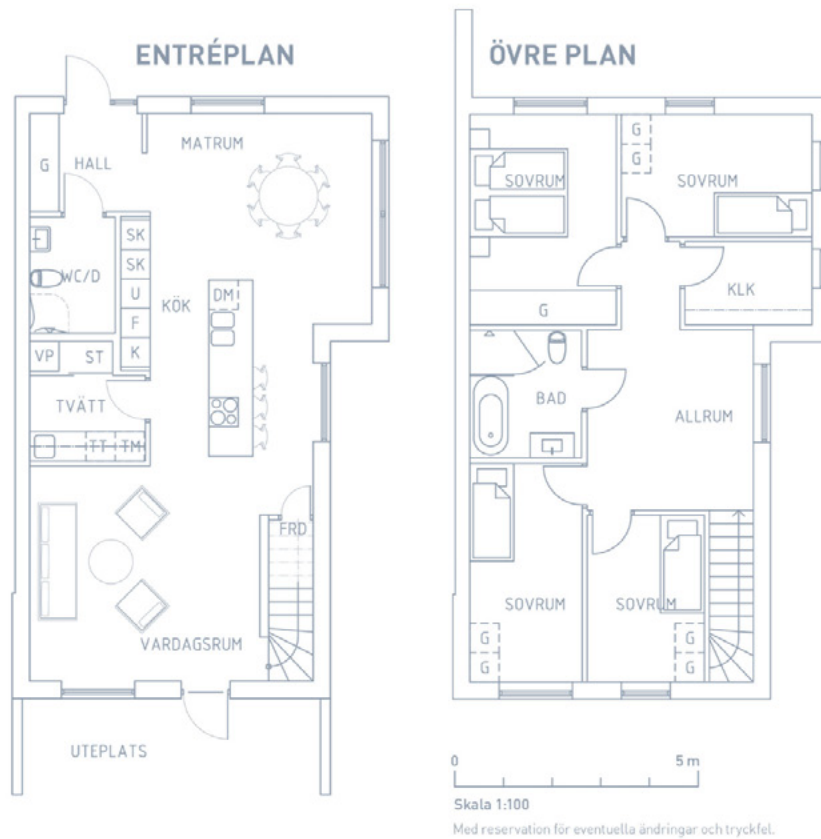 ENTRÉPLAN
MATRUM
HALL
G
SK
SK
WC/D
U
KÖK
DM
F
VP
ST
K
TVÄTT
TT
TM
FRD
VARDAGSRUM
UTEPLATS
ÖVRE PLAN
G
G
SOVRUM
SOVRUM
KLK
G
BAD
ALLRUM
SOVRUM
SOVRUM
G
G
G
G
0
5 m
Skala 1:100
Med reservation för eventuella ändringar och tryckfel.